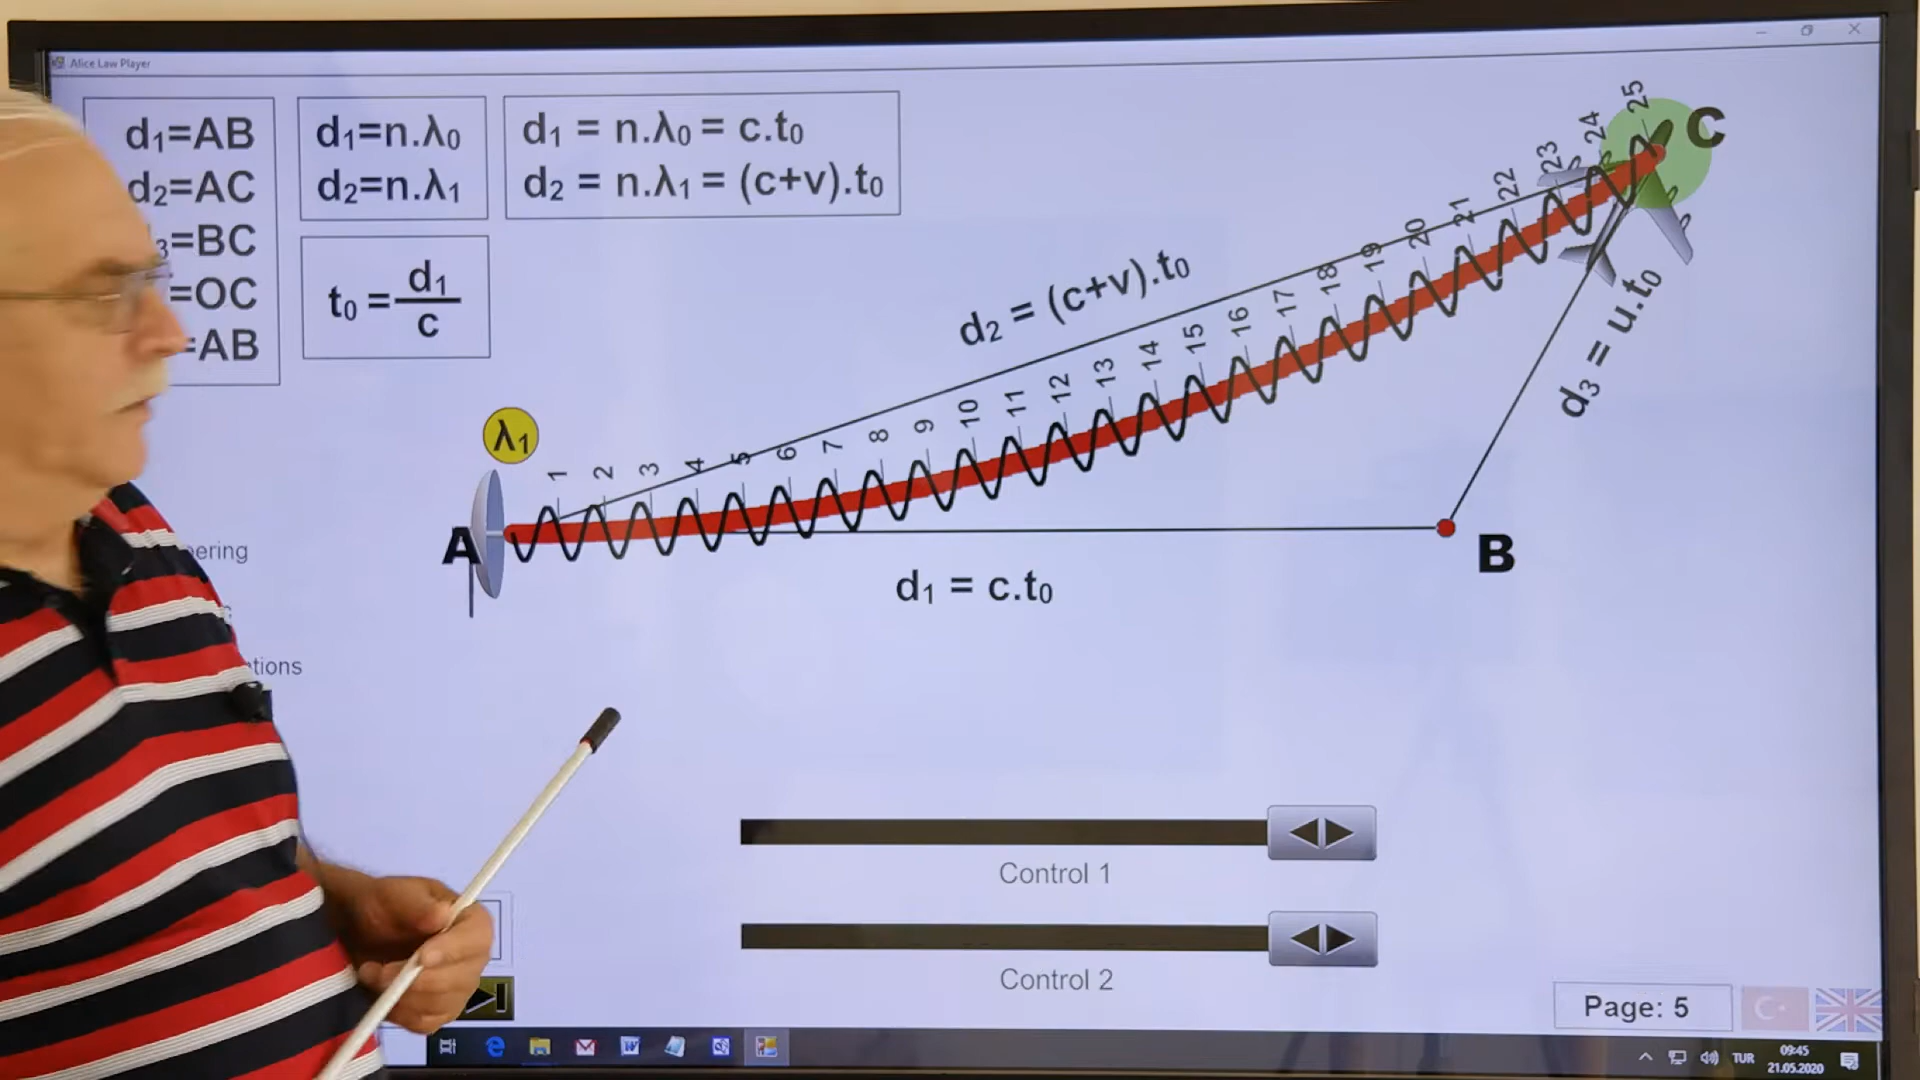 Alice Law Player
d₁=AB
d₂=AC
₃=BC
=OC
=AB
d₁=n.λ₀
d₂=n.λ₁
d₁ = n.λ₀ = c.t₀
d₂ = n.λ₁ = (c+v).t₀
t₀ = d₁
c
C
d₂ = (c+v).t₀
d₃ = u.t₀
λ₁
1 2 3 4 5 6 7 8 9 10 11 12 13 14 15 16 17 18 19 20 21 22 23 24 25
A
B
d₁ = c.t₀
ering
tions
Control 1
Control 2
Page: 5
TUR
09:45
21.05.2020